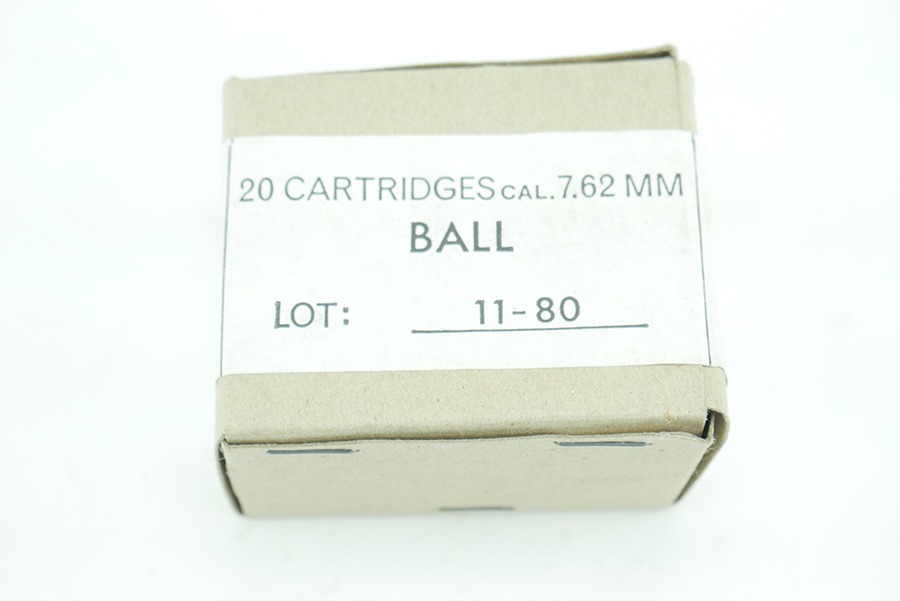 20 CARTRIDGES CAL. 7.62 MM
BALL
LOT: 11-80